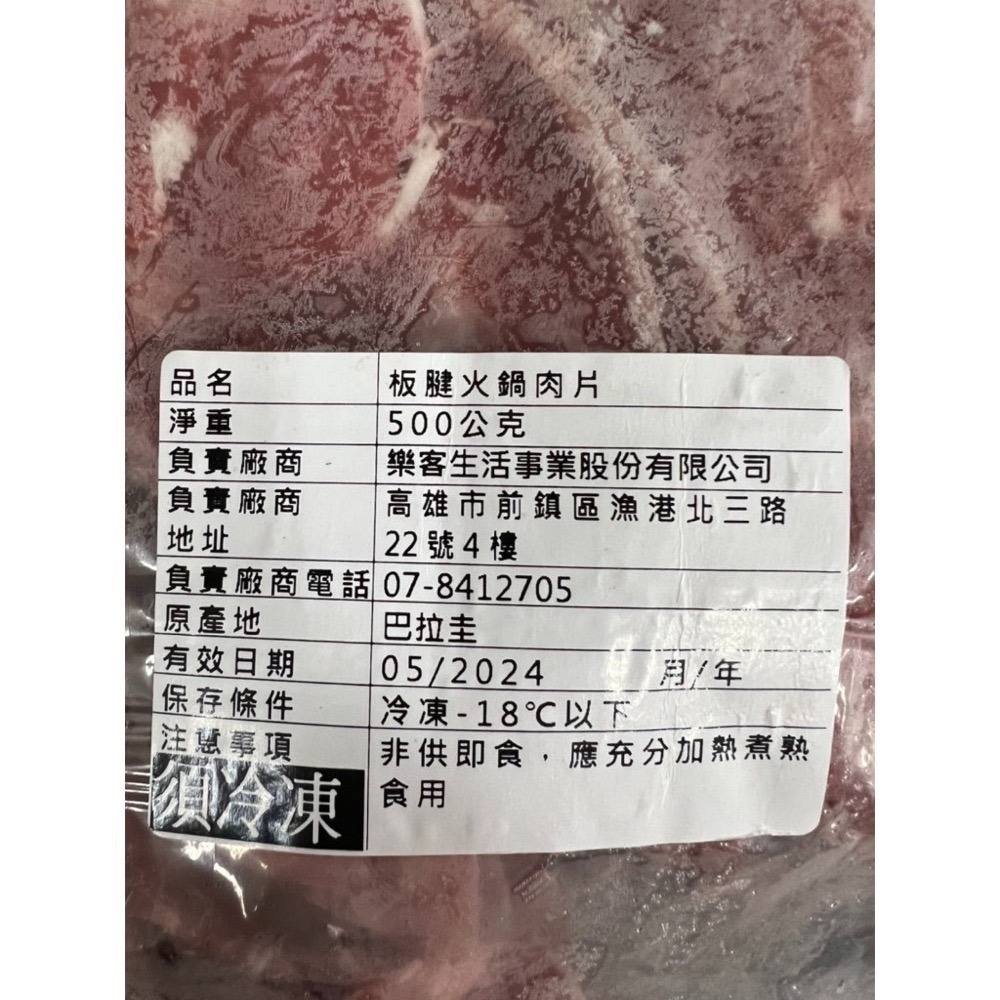 品名 板腱火鍋肉片
淨重 500公克
負責廠商 樂客生活事業股份有限公司
負責廠商 高雄市前鎮區漁港北三路
地址 22號4樓
負責廠商電話 07-8412705
原產地 巴拉圭
有效日期 05/2024 月/年
保存條件 冷凍-18℃以下
注意事項 非供即食，應充分加熱煮熟
須冷凍 食用